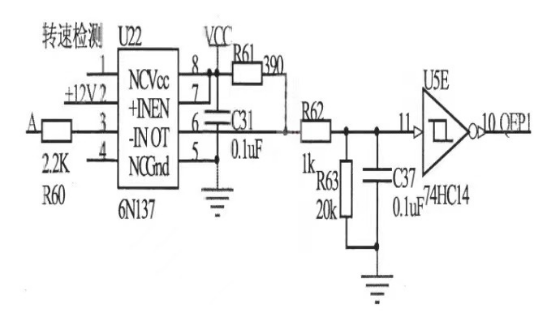 转速检测
U22
VCC
1
8
R61
390
NCVcc
+12V
2
7
+INEN
A
3
6
-IN OT
C31
0.1uF
4
5
NCGnd
2.2K
R60
6N137
R62
1k
R63
20k
C37
0.1uF
U5E
11
10
QEP1
74HC14